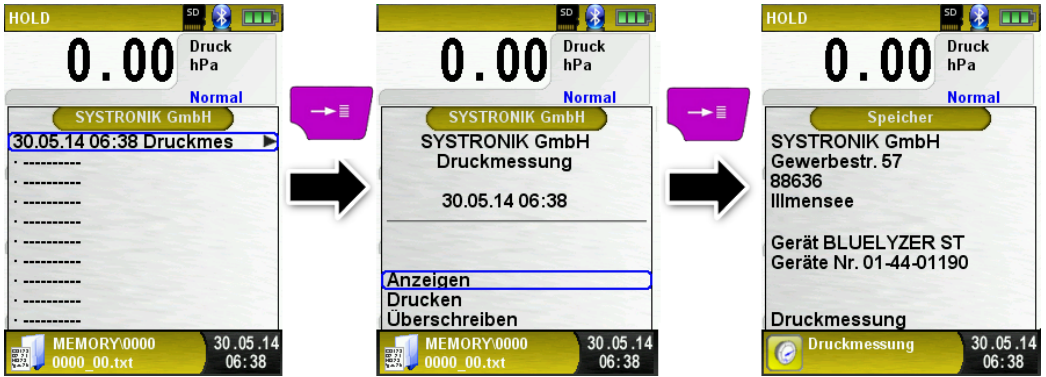 HOLD
SD
0.00
Druck
hPa
Normal
SYSTRONIK GmbH
30.05.14 06:38 Druckmes
· ----------
· ----------
· ----------
· ----------
· ----------
· ----------
· ----------
· ----------
· ----------
MEMORY\0000
0000_00.txt
30.05.14
06:38
SD
0.00
Druck
hPa
Normal
SYSTRONIK GmbH
SYSTRONIK GmbH
Druckmessung
30.05.14 06:38
Anzeigen
Drucken
Überschreiben
MEMORY\0000
0000_00.txt
30.05.14
06:38
HOLD
SD
0.00
Druck
hPa
Normal
Speicher
SYSTRONIK GmbH
Gewerbestr. 57
88636
Illmensee
Gerät BLUELYZER ST
Geräte Nr. 01-44-01190
Druckmessung
Druckmessung
30.05.14
06:38